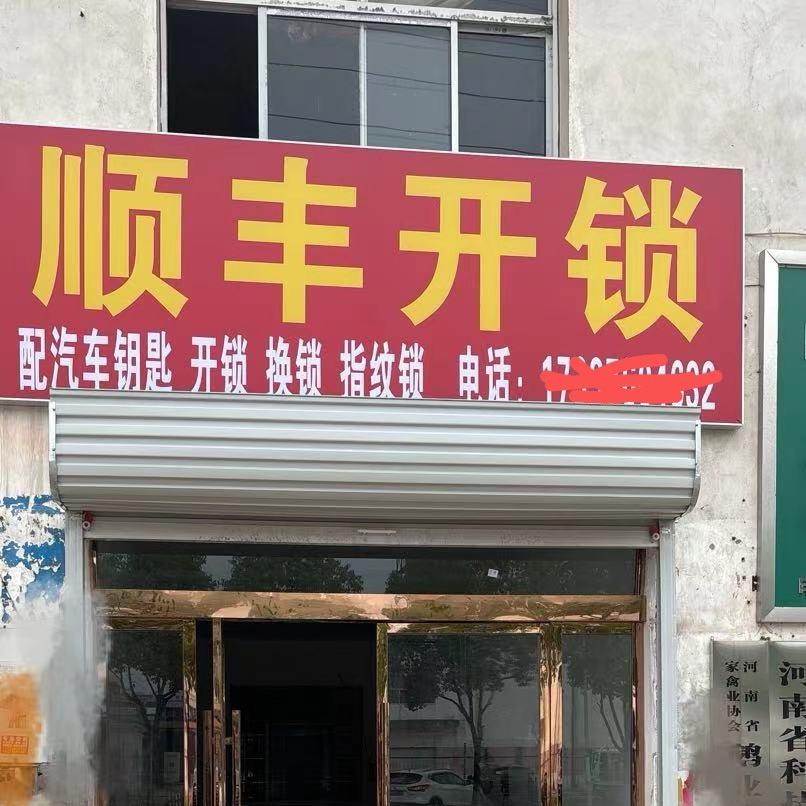 顺丰开锁
配汽车钥匙 开锁 换锁 指纹锁 电话:
河南省
家禽业协会
河南省科